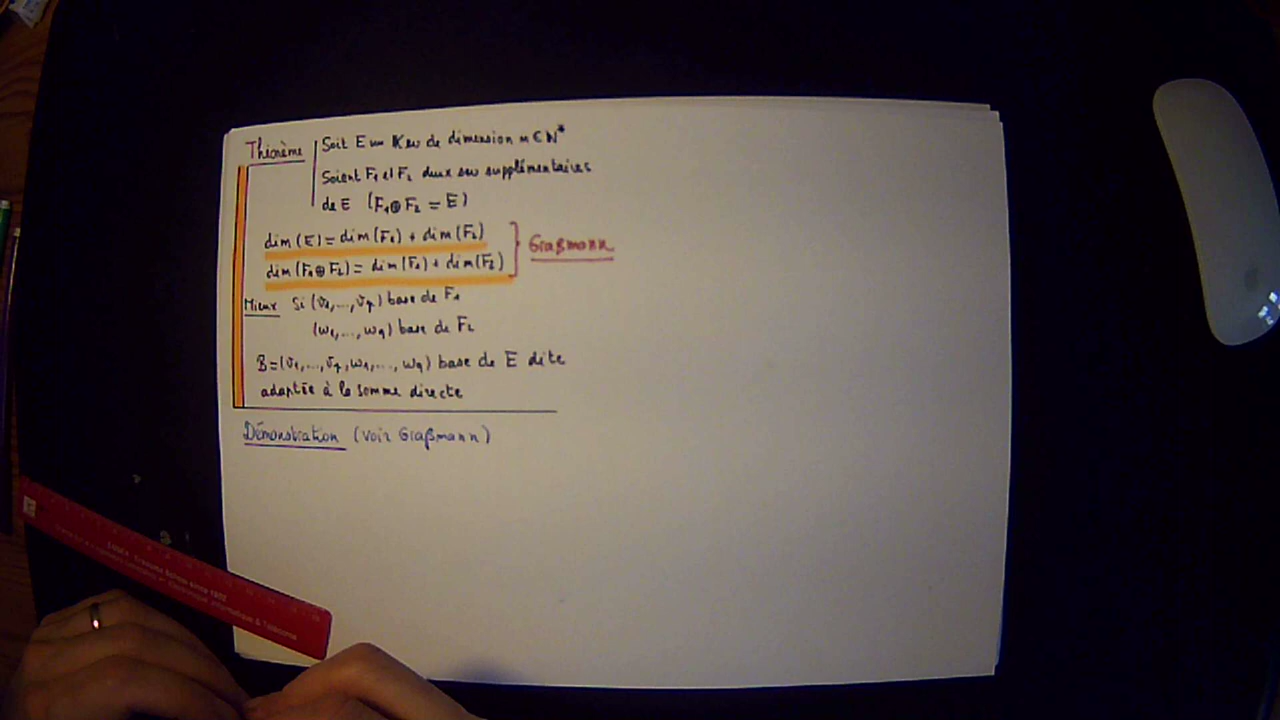 Théorème Soit E un K ev de dimension n ∈ N*
Soient F1 et F2 deux sev supplémentaires
de E (F1 ⊕ F2 = E)
dim (E) = dim (F1) + dim (F2)
dim (F1 ⊕ F2) = dim (F1) + dim (F2)
Graßmann
Mieux Si (v1, ..., vp) base de F1
(w1, ..., wq) base de F2
B = (v1, ..., vp, w1, ..., wq) base de E dite
adaptée à la somme directe
Démonstration (voir Graßmann)